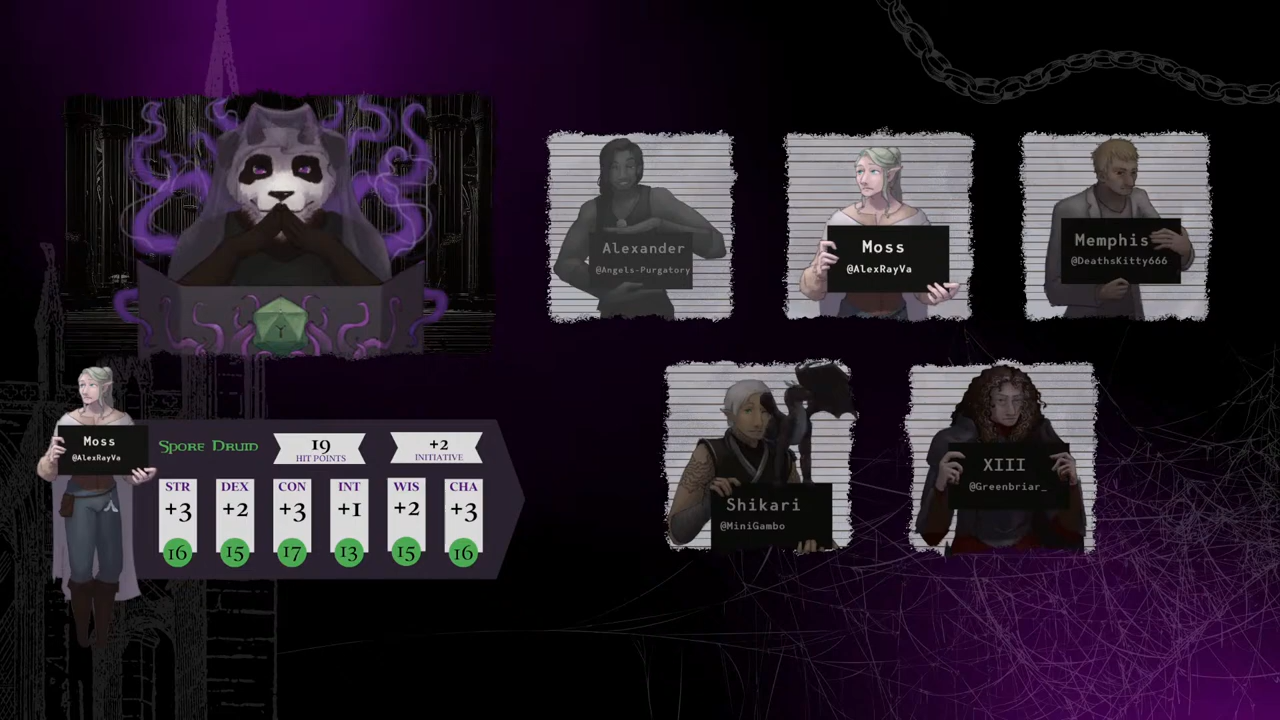 Alexander
@Angels-Purgatory
Moss
@AlexRayVa
Memphis
@DeathsKitty666
Shikari
@MiniGambo
XIII
@Greenbriar_
Moss
@AlexRayVa
Spore Druid
19
HIT POINTS
+2
INITIATIVE
STR DEX CON INT WIS CHA
+3 +2 +3 +1 +2 +3
16 15 17 13 15 16